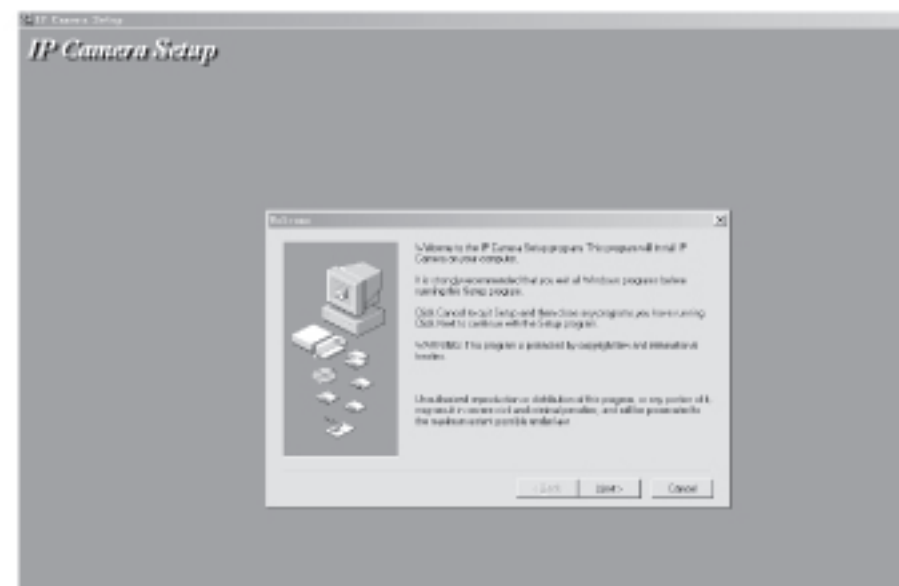 IP Camera Setup
IP Camera Setup
Welcome
Welcome to the IP Camera Setup program. This program will install IP
Camera on your computer.
It is strongly recommended that you exit all Windows programs before
running this Setup program.
Click Cancel to quit Setup and then close any programs you have running.
Click Next to continue with the Setup program.
WARNING: This program is protected by copyright law and international
treaties.
Unauthorized reproduction or distribution of this program, or any portion of it,
may result in severe civil and criminal penalties, and will be prosecuted to
the maximum extent possible under law.
< Back
Next >
Cancel